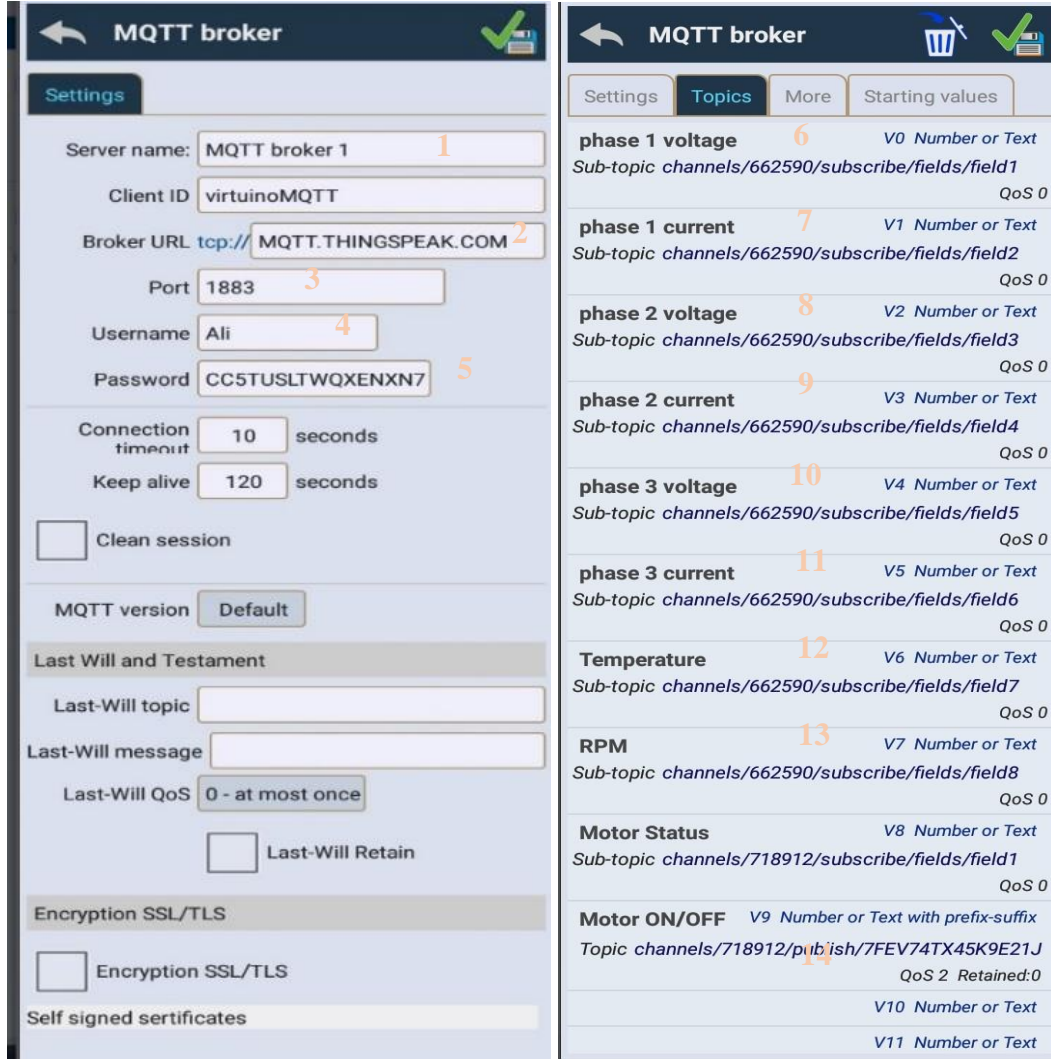 MQTT broker
Settings
Server name: MQTT broker 1 1
Client ID virtuinoMQTT
Broker URL tcp:// MQTT.THINGSPEAK.COM 2
Port 1883 3
Username Ali 4
Password CC5TUSLTWQXENXN7 5
Connection timeout 10 seconds
Keep alive 120 seconds
Clean session
MQTT version Default
Last Will and Testament
Last-Will topic
Last-Will message
Last-Will QoS 0 - at most once
Last-Will Retain
Encryption SSL/TLS
Encryption SSL/TLS
Self signed sertificates
MQTT broker
Settings Topics More Starting values
phase 1 voltage 6 V0 Number or Text
Sub-topic channels/662590/subscribe/fields/field1
QoS 0
phase 1 current 7 V1 Number or Text
Sub-topic channels/662590/subscribe/fields/field2
QoS 0
phase 2 voltage 8 V2 Number or Text
Sub-topic channels/662590/subscribe/fields/field3
QoS 0
phase 2 current 9 V3 Number or Text
Sub-topic channels/662590/subscribe/fields/field4
QoS 0
phase 3 voltage 10 V4 Number or Text
Sub-topic channels/662590/subscribe/fields/field5
QoS 0
phase 3 current 11 V5 Number or Text
Sub-topic channels/662590/subscribe/fields/field6
QoS 0
Temperature 12 V6 Number or Text
Sub-topic channels/662590/subscribe/fields/field7
QoS 0
RPM 13 V7 Number or Text
Sub-topic channels/662590/subscribe/fields/field8
QoS 0
Motor Status V8 Number or Text
Sub-topic channels/718912/subscribe/fields/field1
QoS 0
Motor ON/OFF V9 Number or Text with prefix-suffix
Topic channels/718912/publish/7FEV74TX45K9E21J
14
QoS 2 Retained:0
V10 Number or Text
V11 Number or Text